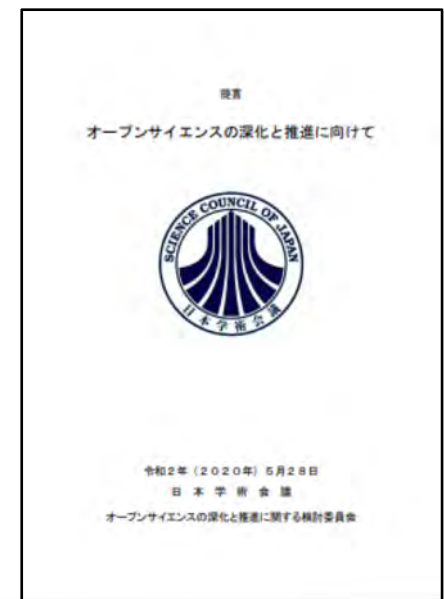 提言
オープンサイエンスの深化と推進に向けて
SCIENCE COUNCIL OF JAPAN
日本学術会議
令和2年(2020年)5月28日
日本学術会議
オープンサイエンスの深化と推進に関する検討委員会